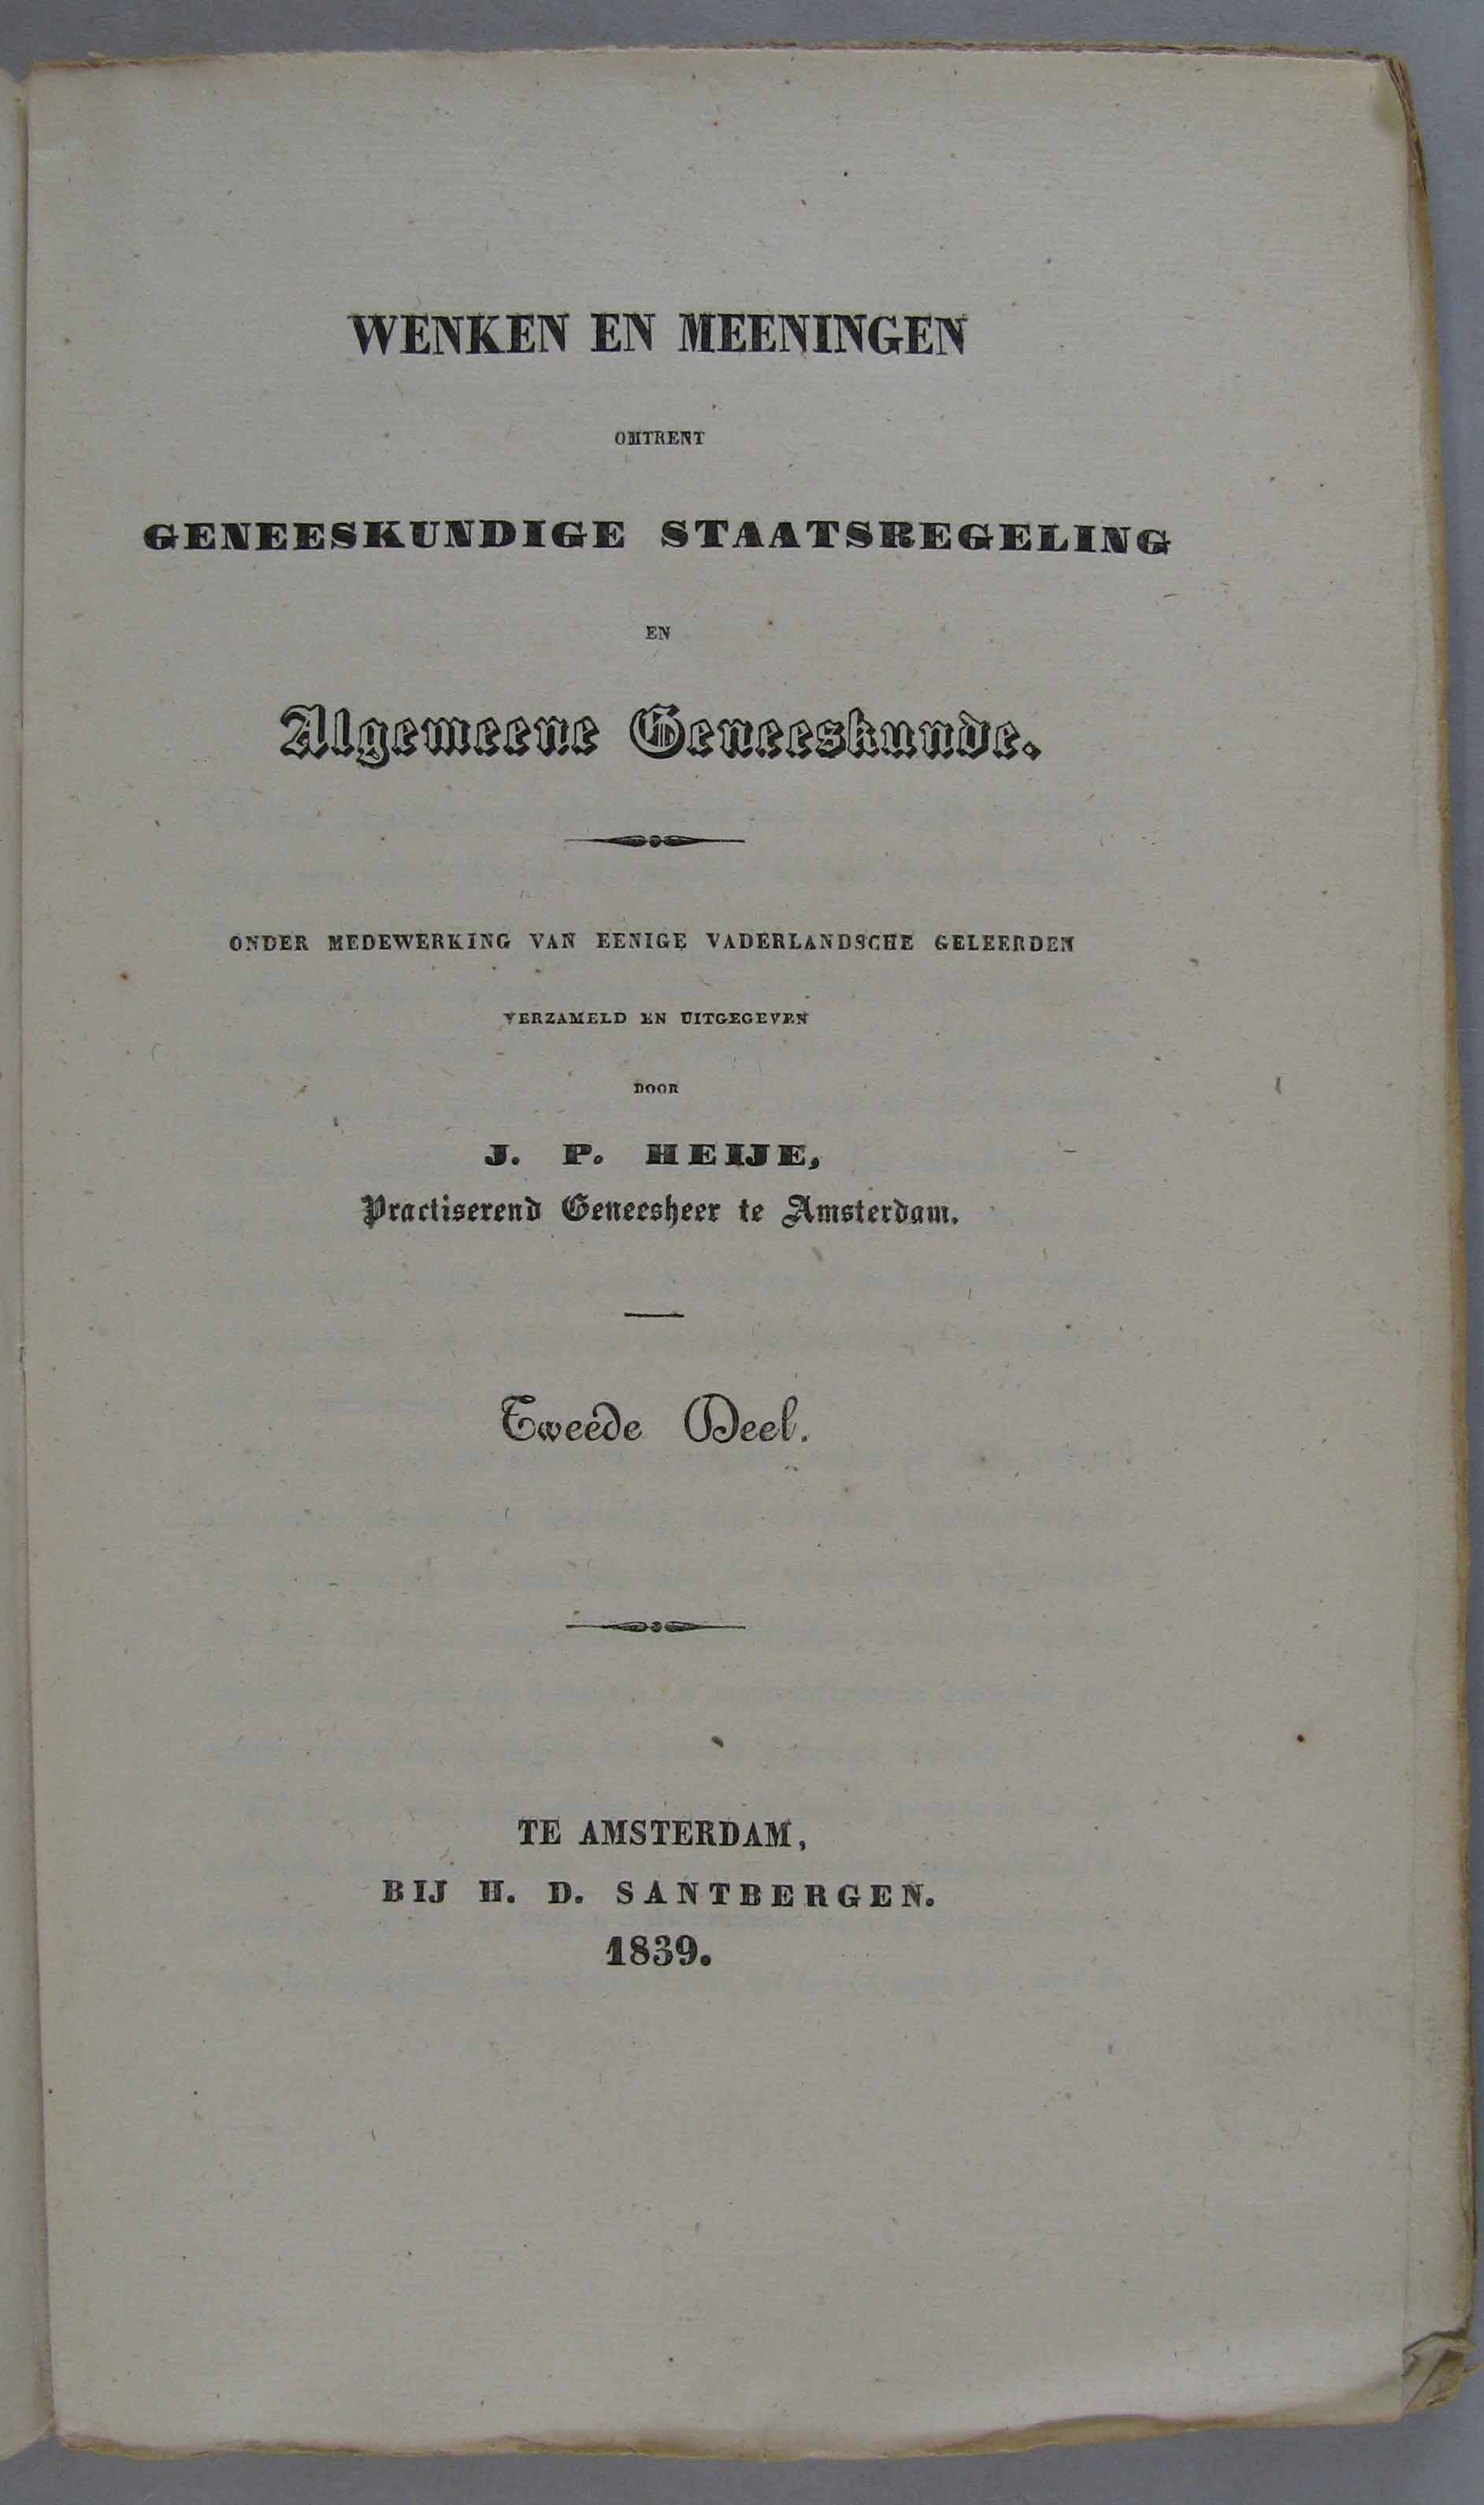 WENKEN EN MEENINGEN
OMTRENT
GENEESKUNDIGE STAATSREGELING
EN
Algemeene Geneeskunde.
ONDER MEDEWERKING VAN EENIGE VADERLANDSCHE GELEERDEN
VERZAMELD EN UITGEGEVEN
DOOR
J. P. HEIJE,
Practiserend Geneesheer te Amsterdam.
Tweede Deel.
TE AMSTERDAM,
BIJ H. D. SANTBERGEN.
1839.